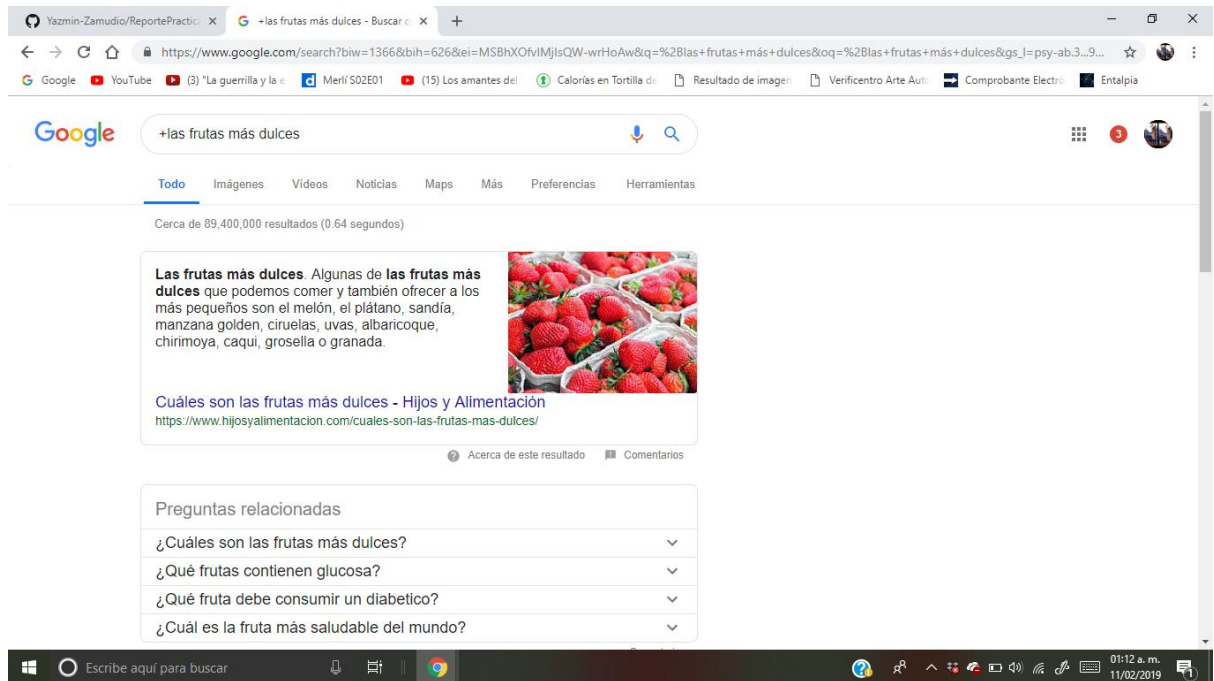 Yazmin-Zamudio/ReportePractic
+las frutas más dulces - Buscar c
https://www.google.com/search?biw=1366&bih=626&ei=MSBhXOfvIMjIsQW-wrHoAw&q=%2Blas+frutas+más+dulces&oq=%2Blas+frutas+más+dulces&gs_l=psy-ab.3...9...
Google YouTube (3) "La guerrilla y la e Merlí S02E01 (15) Los amantes del Calorías en Tortilla de Resultado de imagen Verificentro Arte Auto Comprobante Electró Entalpia
Google +las frutas más dulces 3
Todo Imágenes Vídeos Noticias Maps Más Preferencias Herramientas
Cerca de 89,400,000 resultados (0.64 segundos)
Las frutas más dulces. Algunas de las frutas más
dulces que podemos comer y también ofrecer a los
más pequeños son el melón, el plátano, sandía,
manzana golden, ciruelas, uvas, albaricoque,
chirimoya, caqui, grosella o granada.
Cuáles son las frutas más dulces - Hijos y Alimentación
https://www.hijosyalimentacion.com/cuales-son-las-frutas-mas-dulces/
Acerca de este resultado Comentarios
Preguntas relacionadas
¿Cuáles son las frutas más dulces?
¿Qué frutas contienen glucosa?
¿Qué fruta debe consumir un diabetico?
¿Cuál es la fruta más saludable del mundo?
Escribe aquí para buscar
01:12 a. m.
11/02/2019
1